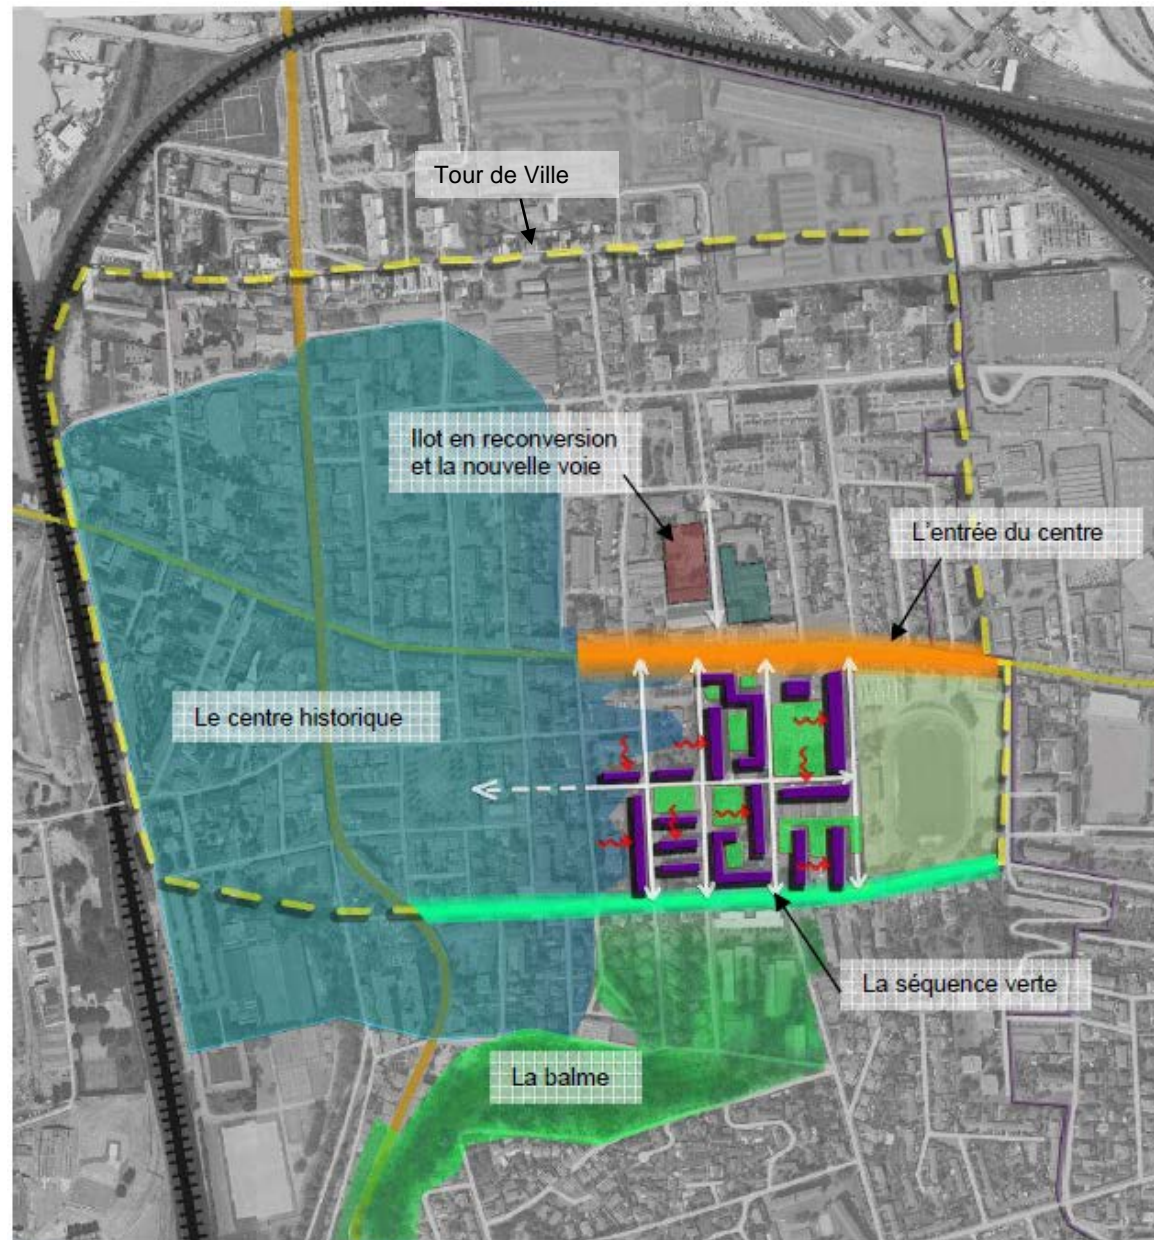 Tour de Ville
Ilot en reconversion
et la nouvelle voie
L'entrée du centre
Le centre historique
La séquence verte
La balme